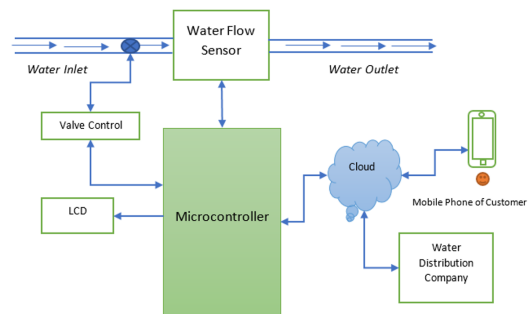 Water Flow
Sensor
Water Inlet
Water Outlet
Valve Control
LCD
Microcontroller
Cloud
Mobile Phone of Customer
Water
Distribution
Company